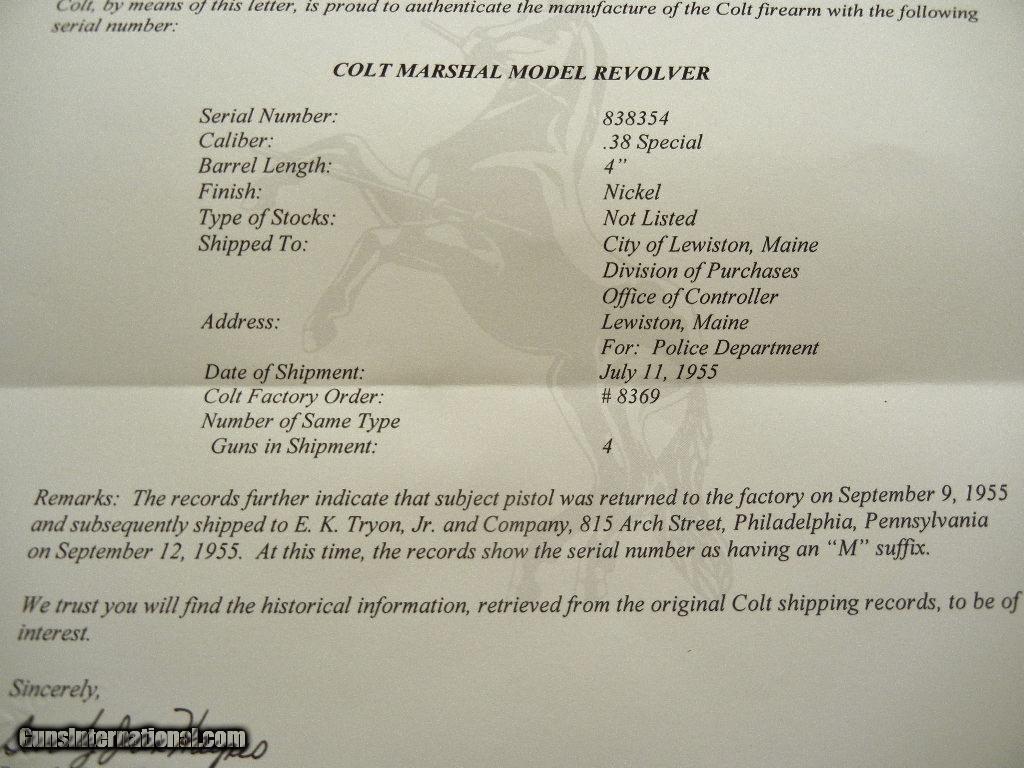 Colt, by means of this letter, is proud to authenticate the manufacture of the Colt firearm with the following
serial number:
COLT MARSHAL MODEL REVOLVER
Serial Number: 838354
Caliber: .38 Special
Barrel Length: 4”
Finish: Nickel
Type of Stocks: Not Listed
Shipped To: City of Lewiston, Maine
Division of Purchases
Office of Controller
Address: Lewiston, Maine
For: Police Department
Date of Shipment: July 11, 1955
Colt Factory Order: # 8369
Number of Same Type
Guns in Shipment: 4
Remarks: The records further indicate that subject pistol was returned to the factory on September 9, 1955
and subsequently shipped to E. K. Tryon, Jr. and Company, 815 Arch Street, Philadelphia, Pennsylvania
on September 12, 1955. At this time, the records show the serial number as having an “M” suffix.
We trust you will find the historical information, retrieved from the original Colt shipping records, to be of
interest.
Sincerely,
GunsInternational.com